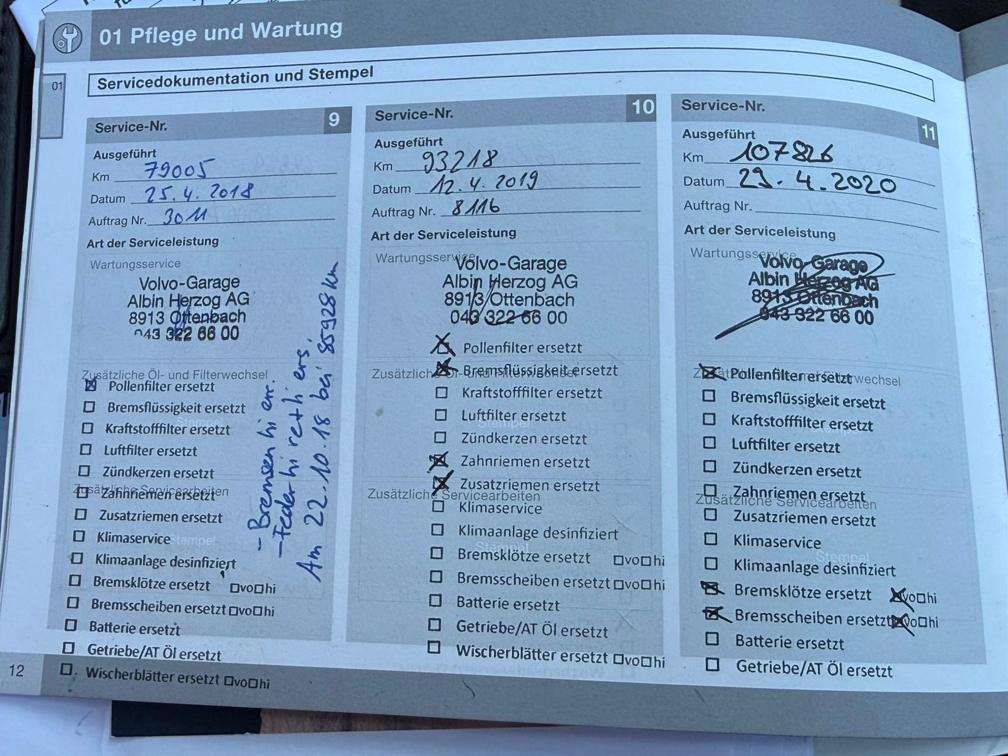 01 Pflege und Wartung
01
Servicedokumentation und Stempel
Service-Nr. 9
Ausgeführt
Km 79005
Datum 25.4.2018
Auftrag Nr. 3011
Art der Serviceleistung
Wartungsservice
Volvo-Garage
Albin Herzog AG
8913 Ottenbach
043 322 66 00
Zusätzliche Öl- und Filterwechsel
Pollenfilter ersetzt
Bremsflüssigkeit ersetzt
Kraftstofffilter ersetzt
Luftfilter ersetzt
Zündkerzen ersetzt
Zusätzliche Servicearbeiten
Zahnriemen ersetzt
Zusatzriemen ersetzt
Klimaservice
Stempel
Klimaanlage desinfiziert
Bremsklötze ersetzt vo hi
Bremsscheiben ersetzt vo hi
Batterie ersetzt
Getriebe/AT Öl ersetzt
Wischerblätter ersetzt vo hi
- Bremsen hi err.
- Feder hi rethi ers.
Am 22.10.18 bei 85928 km
Service-Nr. 10
Ausgeführt
Km 93218
Datum 12.4.2019
Auftrag Nr. 8116
Art der Serviceleistung
Wartungsservice
Volvo-Garage
Albin Herzog AG
8913 Ottenbach
043 322 66 00
Pollenfilter ersetzt
Zusätzliche Öl- und Filterwechsel
Bremsflüssigkeit ersetzt
Kraftstofffilter ersetzt
Luftfilter ersetzt
Stempel
Zündkerzen ersetzt
Zahnriemen ersetzt
Zusatzriemen ersetzt
Zusätzliche Servicearbeiten
Klimaservice
Klimaanlage desinfiziert
Stempel
Bremsklötze ersetzt vo hi
Bremsscheiben ersetzt vo hi
Batterie ersetzt
Getriebe/AT Öl ersetzt
Wischerblätter ersetzt vo hi
Service-Nr. 11
Ausgeführt
Km 107826
Datum 29.4.2020
Auftrag Nr.
Art der Serviceleistung
Wartungsservice
Volvo-Garage
Albin Herzog AG
8913 Ottenbach
043 322 66 00
Pollenfilter ersetzt
Bremsflüssigkeit ersetzt
Kraftstofffilter ersetzt
Luftfilter ersetzt
Zündkerzen ersetzt
Zahnriemen ersetzt
Zusätzliche Servicearbeiten
Zusatzriemen ersetzt
Klimaservice
Stempel
Klimaanlage desinfiziert
Bremsklötze ersetzt vo hi
Bremsscheiben ersetzt vo hi
Batterie ersetzt
Getriebe/AT Öl ersetzt
12